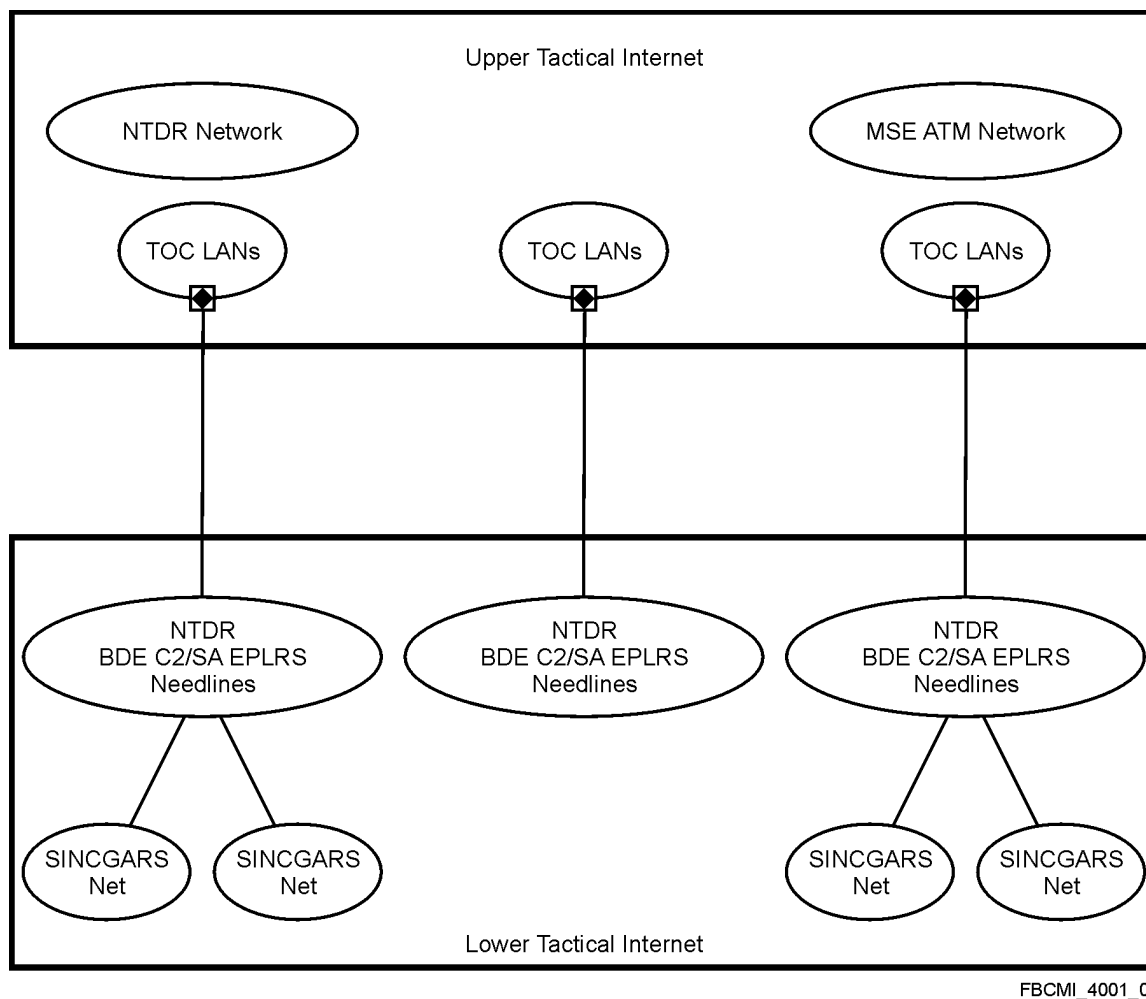 Upper Tactical Internet
NTDR Network
MSE ATM Network
TOC LANs
TOC LANs
TOC LANs
NTDR
BDE C2/SA EPLRS
Needlines
NTDR
BDE C2/SA EPLRS
Needlines
NTDR
BDE C2/SA EPLRS
Needlines
SINCGARS
Net
SINCGARS
Net
SINCGARS
Net
SINCGARS
Net
Lower Tactical Internet
FBCMI_4001_0